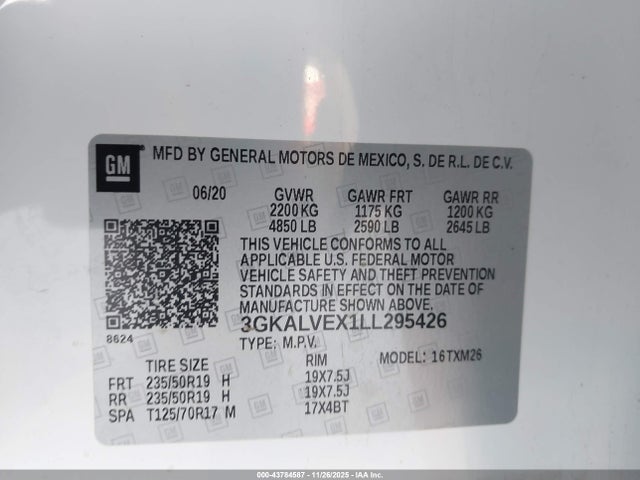 GM
MFD BY GENERAL MOTORS DE MEXICO, S. DE R.L. DE C.V.
06/20 GVWR GAWR FRT GAWR RR
2200 KG 1175 KG 1200 KG
4850 LB 2590 LB 2645 LB
THIS VEHICLE CONFORMS TO ALL
APPLICABLE U.S. FEDERAL MOTOR
VEHICLE SAFETY AND THEFT PREVENTION
STANDARDS IN EFFECT ON THE DATE OF
MANUFACTURE SHOWN ABOVE.
3GKALVEX1LL295426
8624
TYPE: M.P.V. MODEL: 16TXM26
TIRE SIZE RIM
FRT 235/50R19 H 19X7.5J
RR 235/50R19 H 19X7.5J
SPA T125/70R17 M 17X4BT
000-43784587 - 11/26/2025 - IAA LLC.